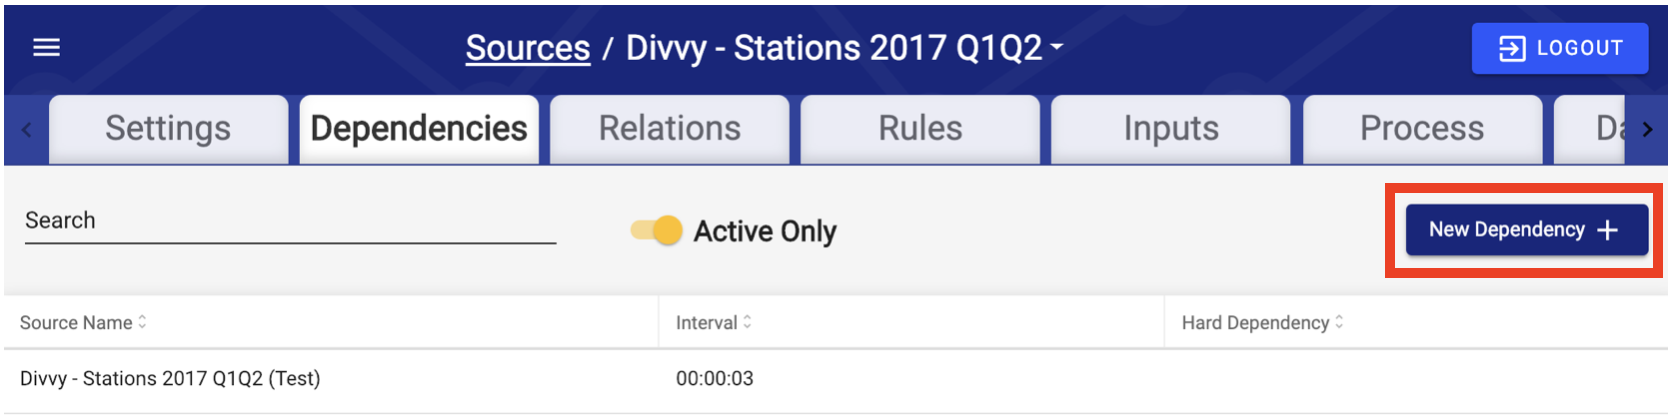 Sources / Divvy - Stations 2017 Q1Q2
LOGOUT
Settings Dependencies Relations Rules Inputs Process
Search
Active Only
New Dependency +
Source Name Interval Hard Dependency
Divvy - Stations 2017 Q1Q2 (Test) 00:00:03